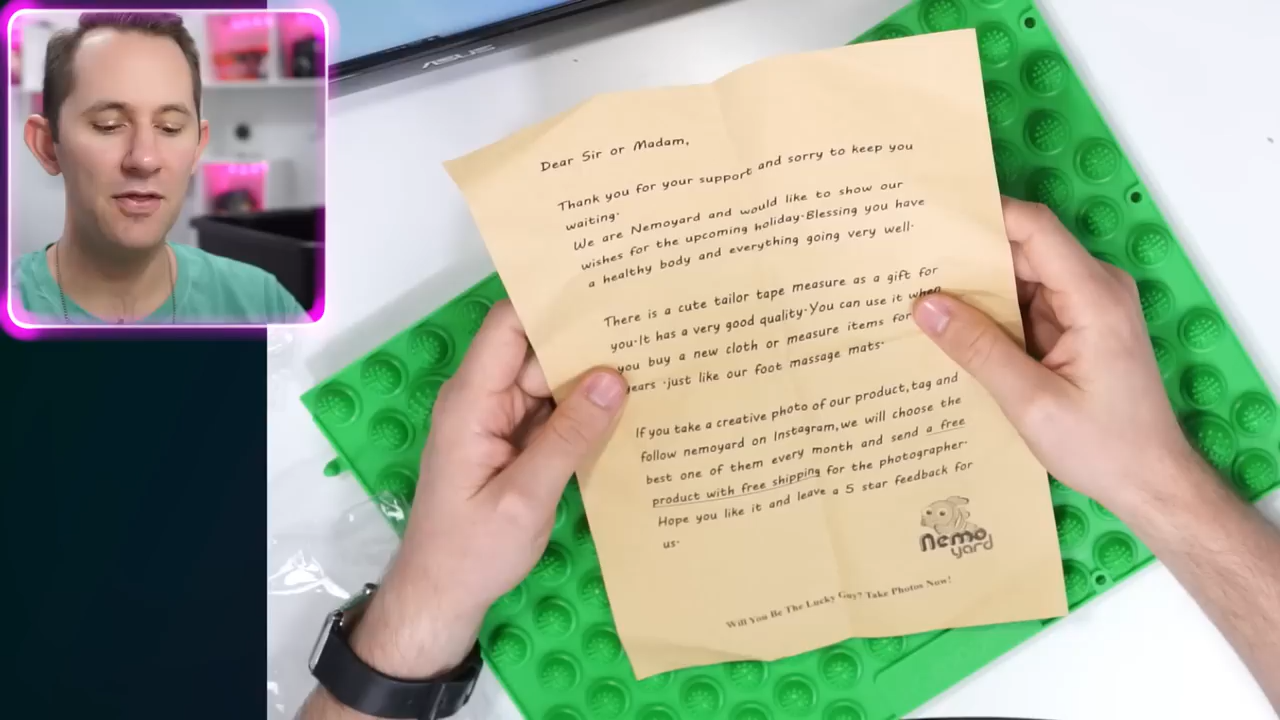 ASUS
Dear Sir or Madam,
Thank you for your support and sorry to keep you
waiting.
We are Nemoyard and would like to show our
wishes for the upcoming holiday.Blessing you have
a healthy body and everything going very well.
There is a cute tailor tape measure as a gift for
you.It has a very good quality.You can use it when
you buy a new cloth or measure items for
years .just like our foot massage mats.
If you take a creative photo of our product,tag and
follow nemoyard on Instagram,we will choose the
best one of them every month and send a free
product with free shipping for the photographer.
Hope you like it and leave a 5 star feedback for
us.
Nemo
yard
Will You Be The Lucky Guy? Take Photos Now!